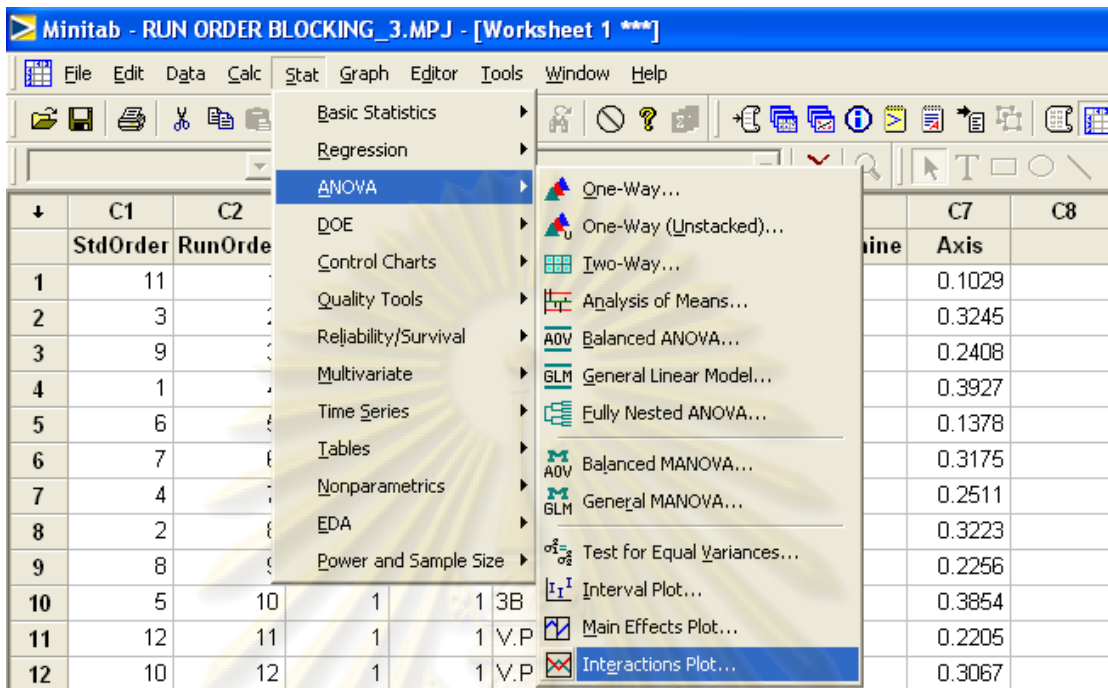 Minitab - RUN ORDER BLOCKING_3.MPJ - [Worksheet 1 ***]
File Edit Data Calc Stat Graph Editor Tools Window Help
Basic Statistics
Regression
ANOVA
DOE
Control Charts
Quality Tools
Reliability/Survival
Multivariate
Time Series
Tables
Nonparametrics
EDA
Power and Sample Size
One-Way...
One-Way (Unstacked)...
Two-Way...
Analysis of Means...
AOV Balanced ANOVA...
GLM General Linear Model...
Fully Nested ANOVA...
M AOV Balanced MANOVA...
M GLM General MANOVA...
Test for Equal Variances...
Interval Plot...
Main Effects Plot...
Interactions Plot...
C1 C2 C7 C8
StdOrder RunOrde Axis
1 11 0.1029
2 3 0.3245
3 9 0.2408
4 1 0.3927
5 6 0.1378
6 7 0.3175
7 4 0.2511
8 2 0.3223
9 8 0.2256
10 5 10 1 1 3B 0.3854
11 12 11 1 1 V.P 0.2205
12 10 12 1 1 V.P 0.3067